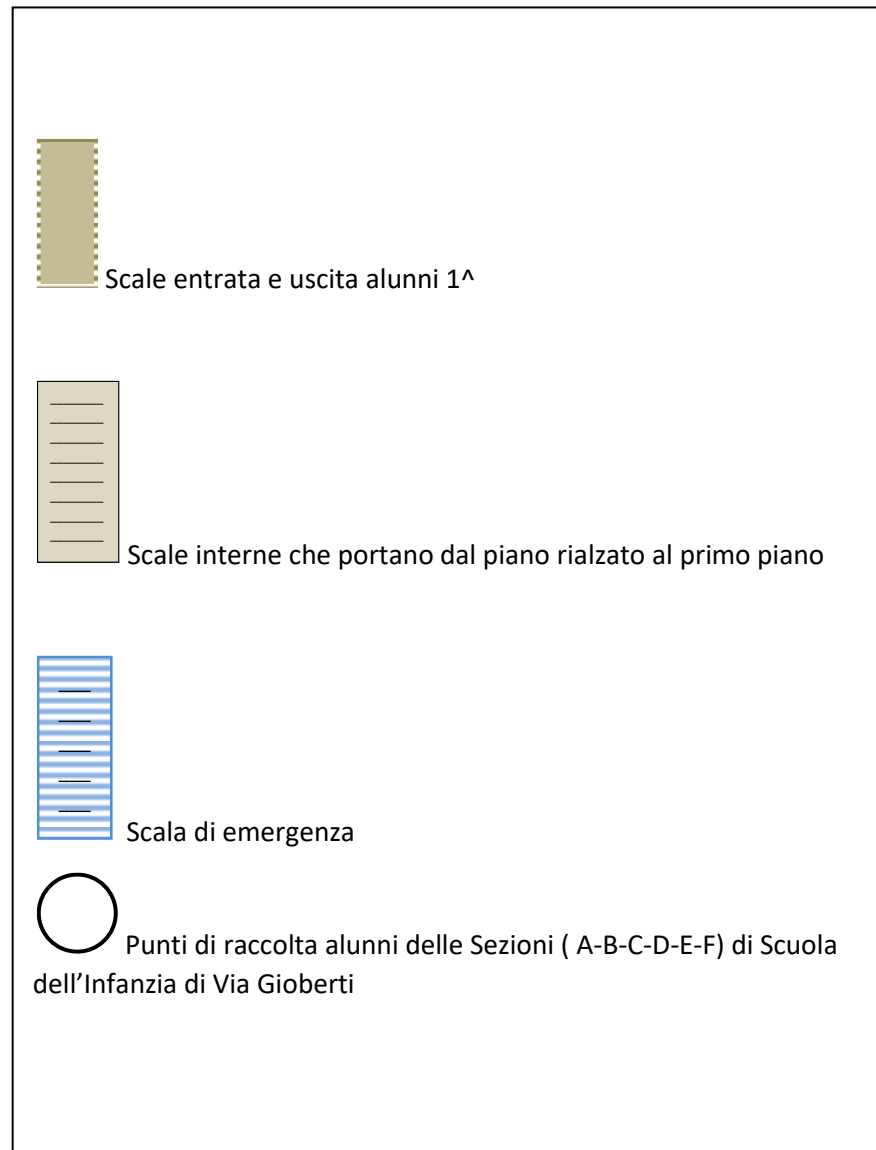 Scale entrata e uscita alunni 1^
Scale interne che portano dal piano rialzato al primo piano
Scala di emergenza
Punti di raccolta alunni delle Sezioni ( A-B-C-D-E-F) di Scuola
dell’Infanzia di Via Gioberti